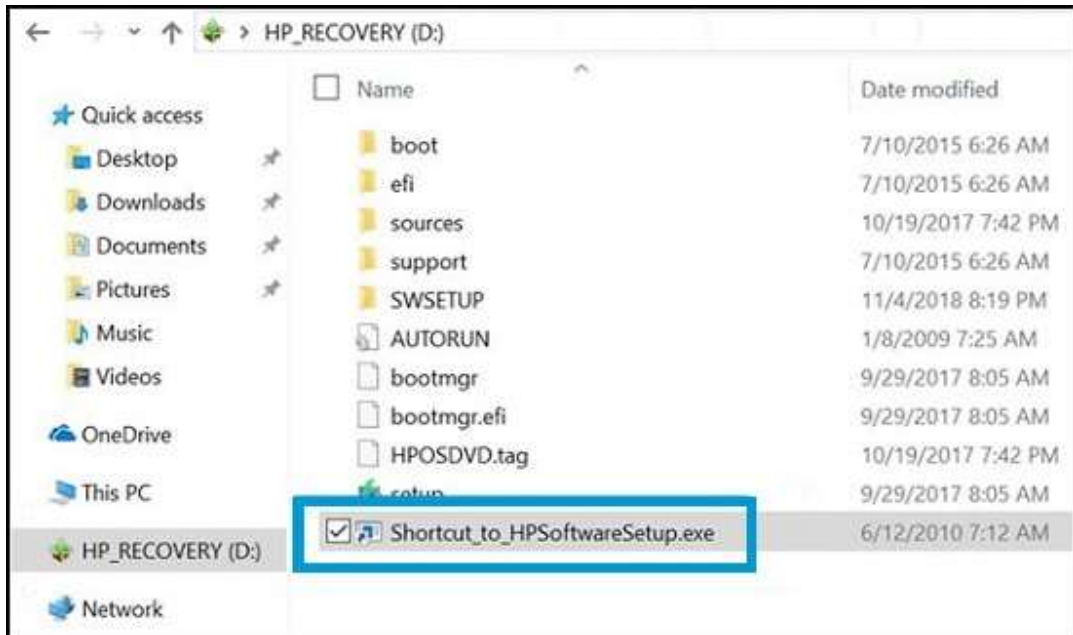 HP_RECOVERY (D:)
Name Date modified
Quick access
Desktop
Downloads
Documents
Pictures
Music
Videos
OneDrive
This PC
HP_RECOVERY (D:)
Network
boot 7/10/2015 6:26 AM
efi 7/10/2015 6:26 AM
sources 10/19/2017 7:42 PM
support 7/10/2015 6:26 AM
SWSETUP 11/4/2018 8:19 PM
AUTORUN 1/8/2009 7:25 AM
bootmgr 9/29/2017 8:05 AM
bootmgr.efi 9/29/2017 8:05 AM
HPOSDVD.tag 10/19/2017 7:42 PM
setup 9/29/2017 8:05 AM
Shortcut_to_HPSoftwareSetup.exe 6/12/2010 7:12 AM